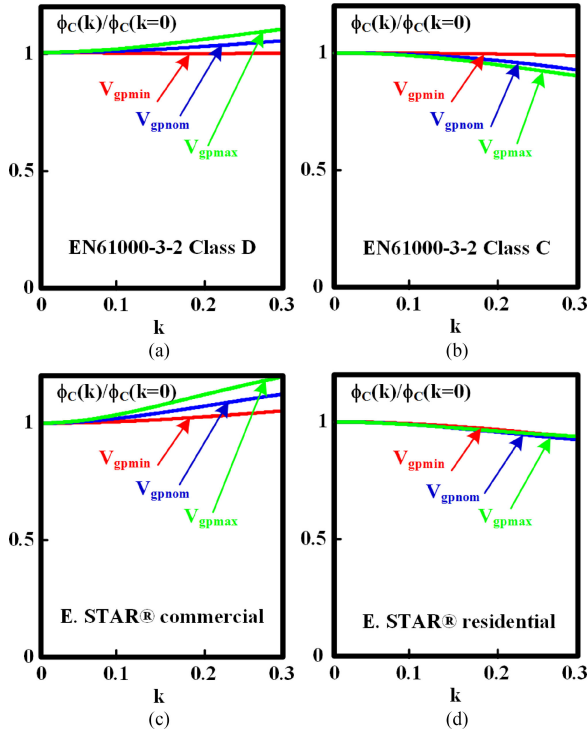 ϕC(k)/ϕC(k=0)
1
Vgpmin
Vgpnom
Vgpmax
0.5
EN61000-3-2 Class D
0
0 0.1 0.2 0.3
k
(a)
ϕC(k)/ϕC(k=0)
1
Vgpmin
Vgpnom
Vgpmax
0.5
EN61000-3-2 Class C
0
0 0.1 0.2 0.3
k
(b)
ϕC(k)/ϕC(k=0)
1
Vgpmin
Vgpnom
Vgpmax
0.5
E. STAR® commercial
0
0 0.1 0.2 0.3
k
(c)
ϕC(k)/ϕC(k=0)
1
Vgpmin
Vgpnom
Vgpmax
0.5
E. STAR® residential
0
0 0.1 0.2 0.3
k
(d)